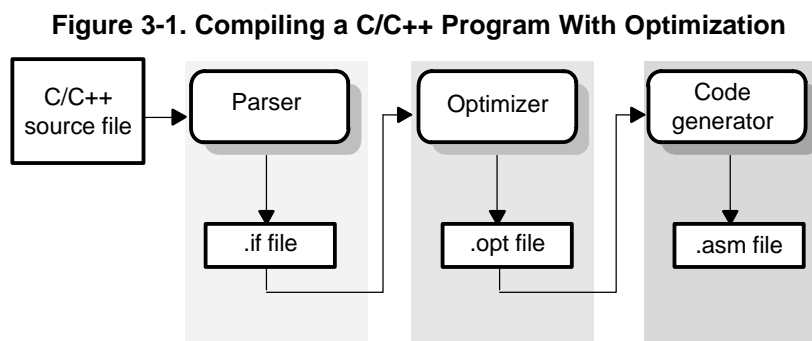 Figure 3-1. Compiling a C/C++ Program With Optimization
C/C++
source file
Parser
Optimizer
Code
generator
.if file
.opt file
.asm file